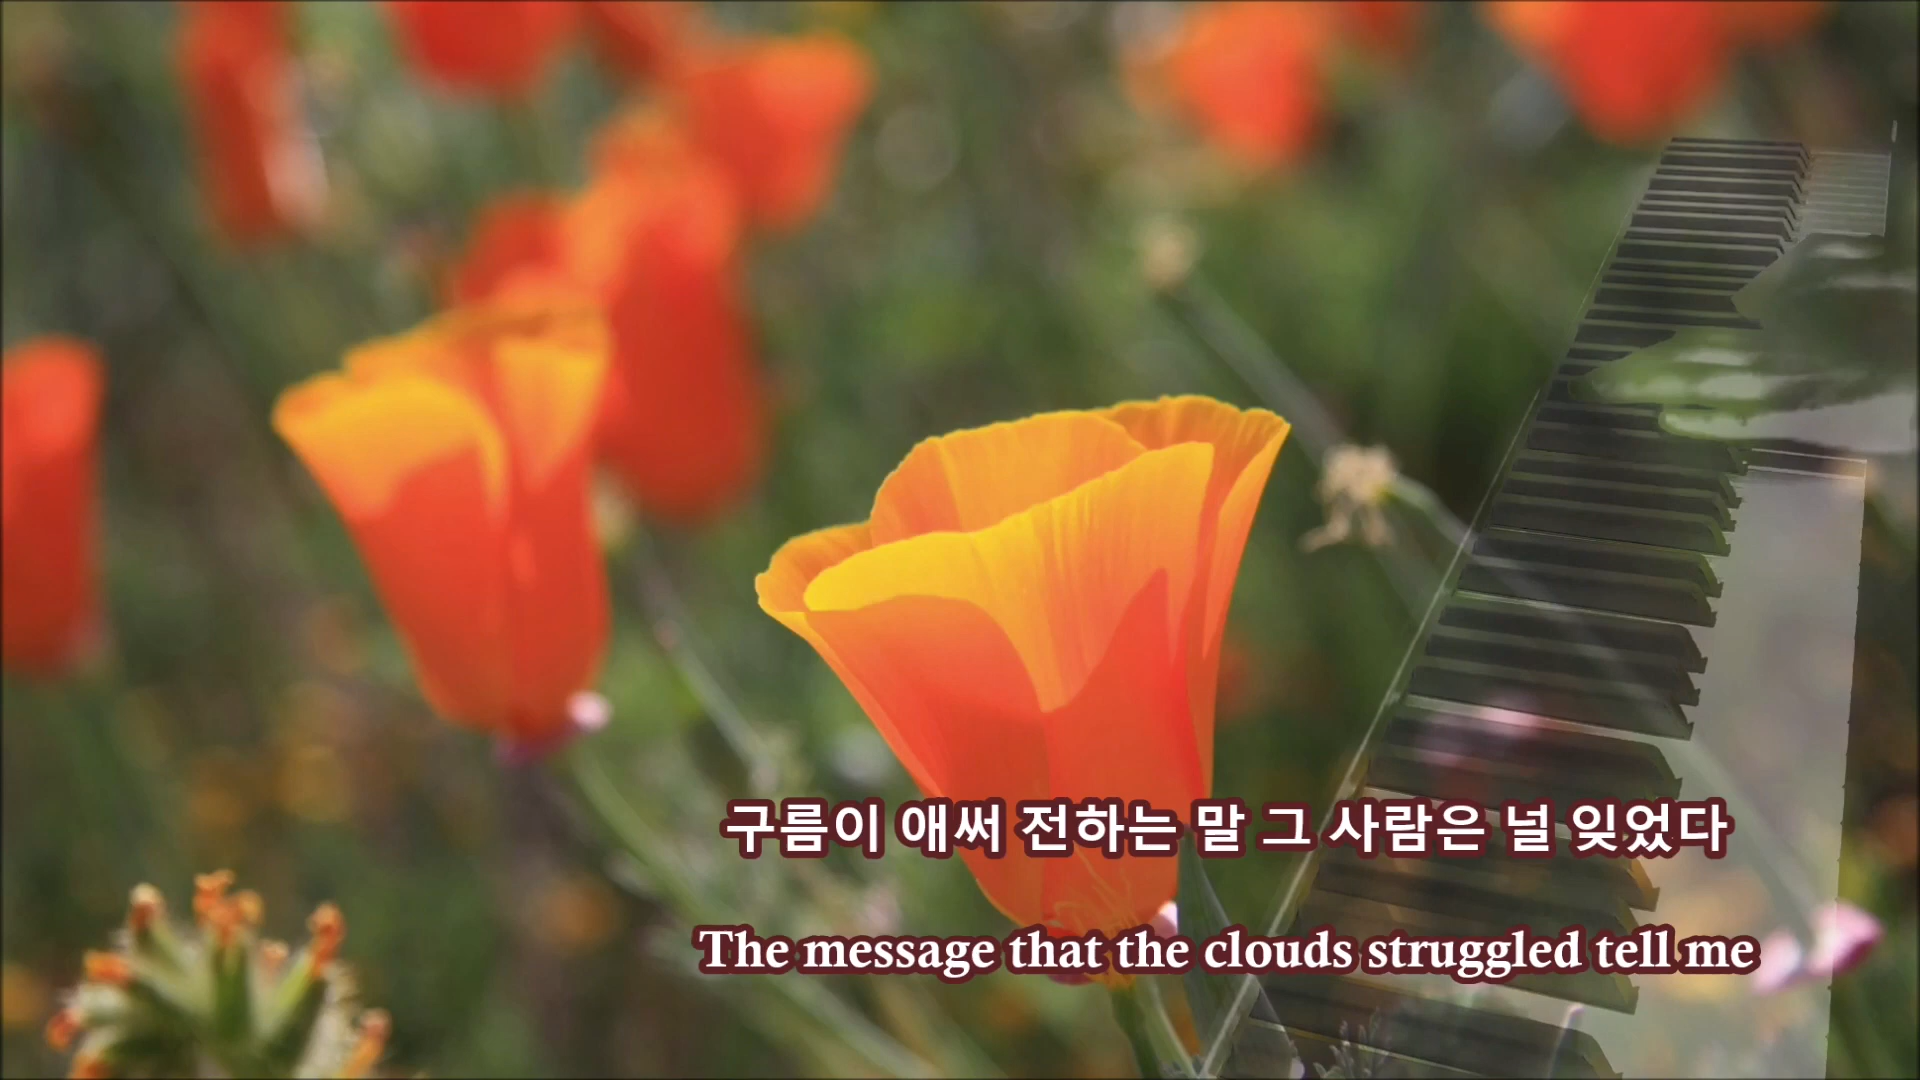 구름이 애써 전하는 말 그 사람은 널 잊었다
The message that the clouds struggled tell me